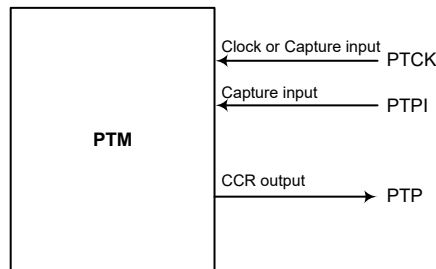 Clock or Capture input
PTCK
Capture input
PTPI
PTM
CCR output
PTP